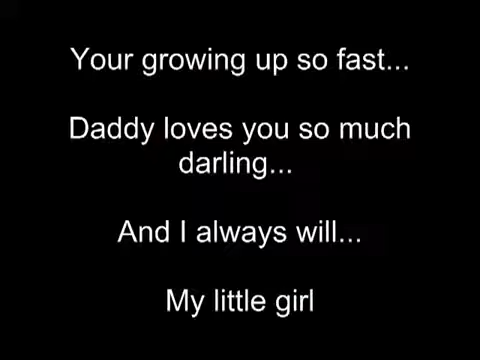 Your growing up so fast...
Daddy loves you so much
darling...
And I always will...
My little girl